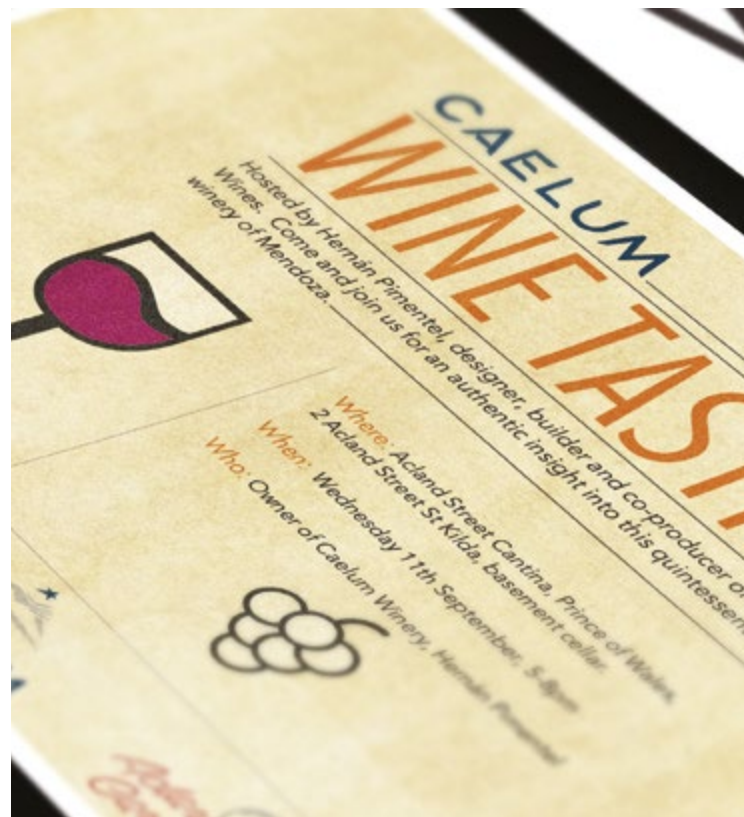 CAELUM
WINE TAST
Hosted by Hernán Pimentel, designer, builder and co-producer of
Wines. Come and join us for an authentic insight into this quintessen
winery of Mendoza.
Where: Acland Street Cantina, Prince of Wales,
2 Acland Street St Kilda, basement cellar.
When: Wednesday 11th September, 5-8pm
Who: Owner of Caelum Winery, Hernán Pimentel